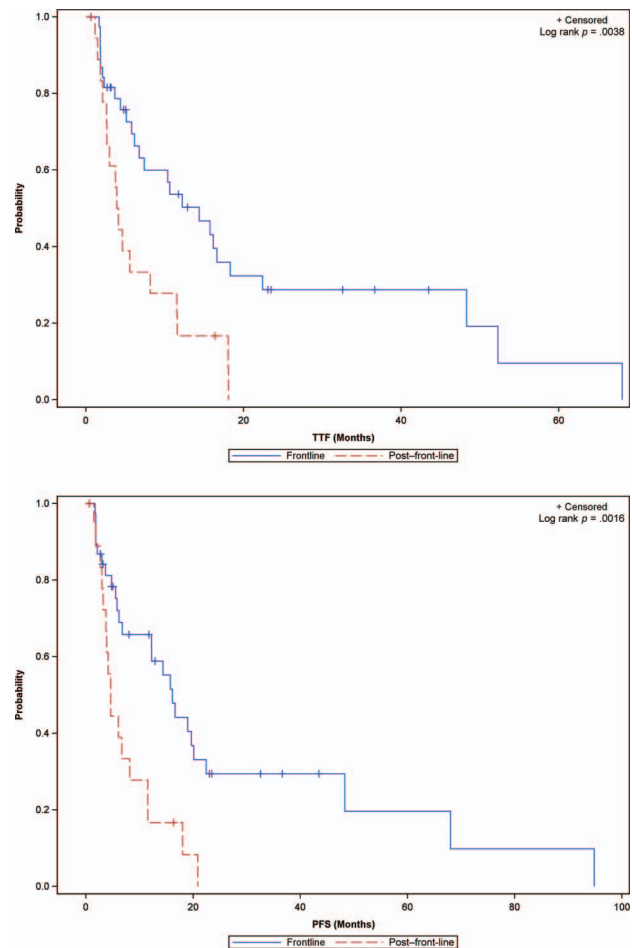 + Censored
Log rank p = .0038
1.0
0.8
0.6
0.4
0.2
0.0
Probability
0 20 40 60
TTF (Months)
Frontline Post–front-line
+ Censored
Log rank p = .0016
1.0
0.8
0.6
0.4
0.2
0.0
Probability
0 20 40 60 80 100
PFS (Months)
Frontline Post–front-line